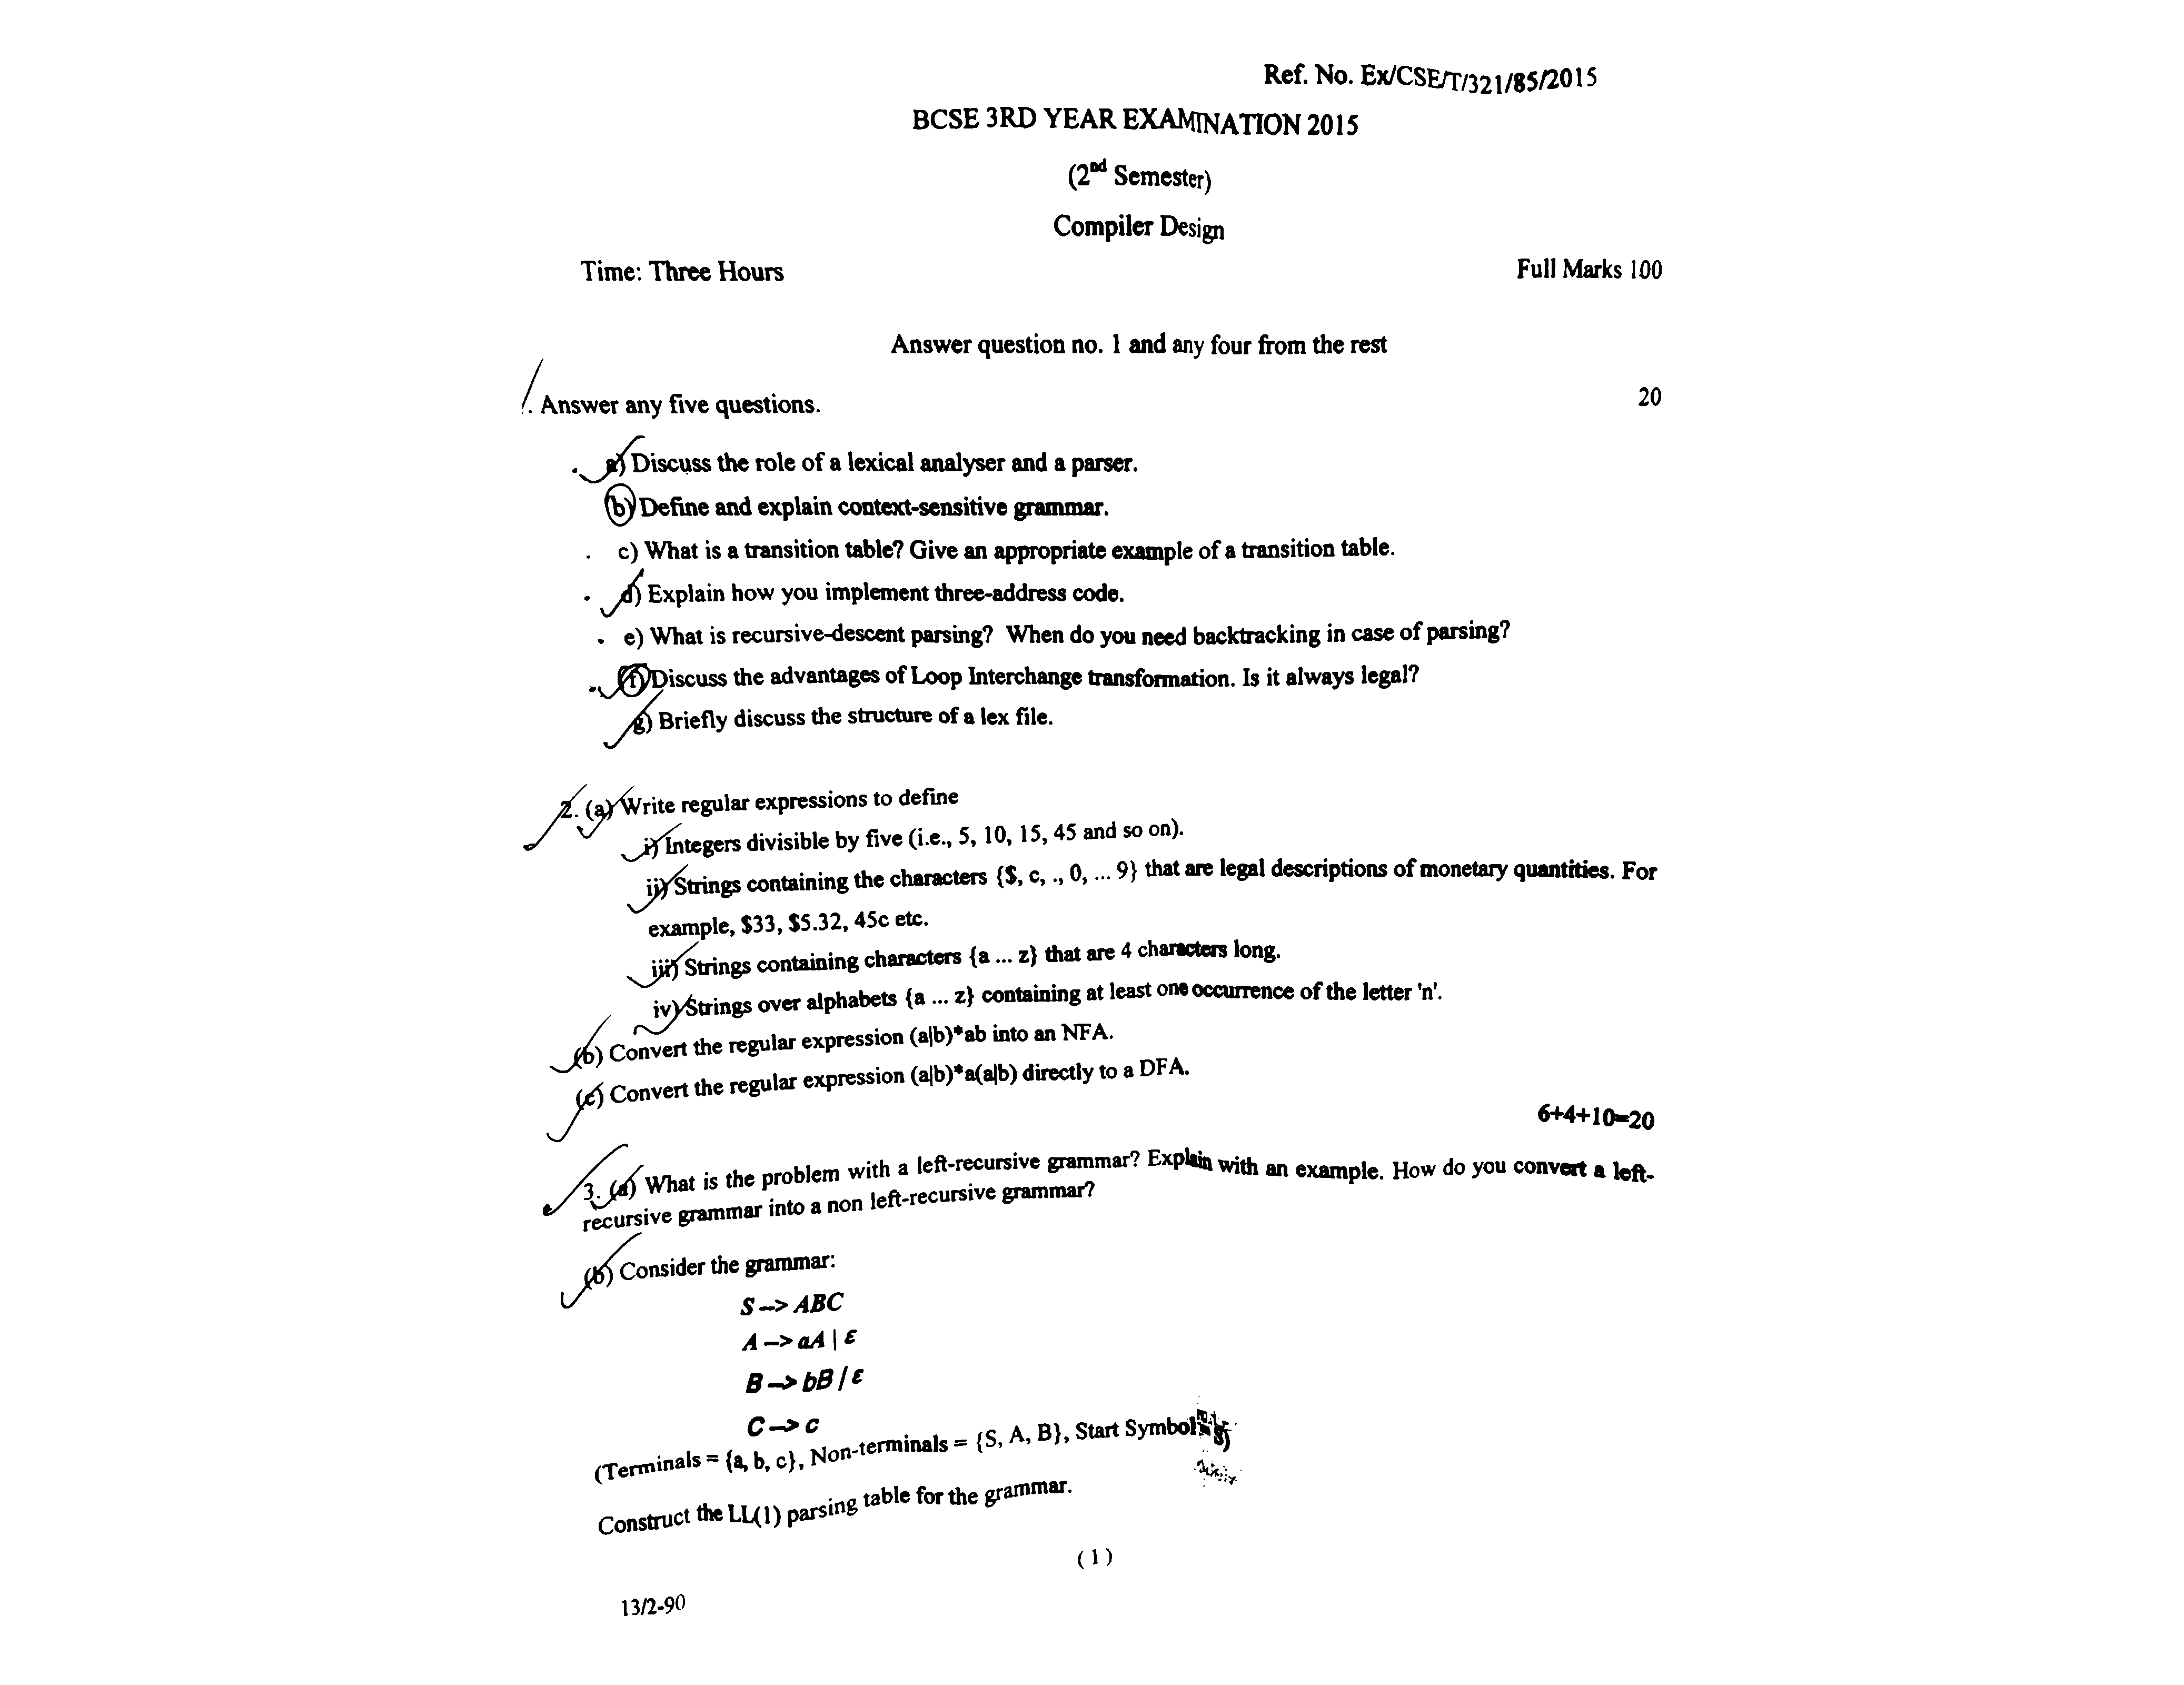 Ref. No. Ex/CSE/T/321/85/2015
BCSE 3RD YEAR EXAMINATION 2015
(2nd Semester)
Compiler Design
Time: Three Hours Full Marks 100
Answer question no. 1 and any four from the rest
. Answer any five questions. 20
a) Discuss the role of a lexical analyser and a parser.
b) Define and explain context-sensitive grammar.
c) What is a transition table? Give an appropriate example of a transition table.
d) Explain how you implement three-address code.
e) What is recursive-descent parsing? When do you need backtracking in case of parsing?
f) Discuss the advantages of Loop Interchange transformation. Is it always legal?
g) Briefly discuss the structure of a lex file.
2. (a) Write regular expressions to define
i) Integers divisible by five (i.e., 5, 10, 15, 45 and so on).
ii) Strings containing the characters {$, c, ., 0, ... 9} that are legal descriptions of monetary quantities. For
example, $33, $5.32, 45c etc.
iii) Strings containing characters {a ... z} that are 4 characters long.
iv) Strings over alphabets {a ... z} containing at least one occurrence of the letter 'n'.
(b) Convert the regular expression (a|b)*ab into an NFA.
(c) Convert the regular expression (a|b)*a(a|b) directly to a DFA.
6+4+10=20
3. (a) What is the problem with a left-recursive grammar? Explain with an example. How do you convert a left-
recursive grammar into a non left-recursive grammar?
(b) Consider the grammar:
S --> ABC
A --> aA | ε
B --> bB | ε
C --> c
(Terminals = {a, b, c}, Non-terminals = {S, A, B}, Start Symbol = S)
Construct the LL(1) parsing table for the grammar.
( 1 )
13/2-90